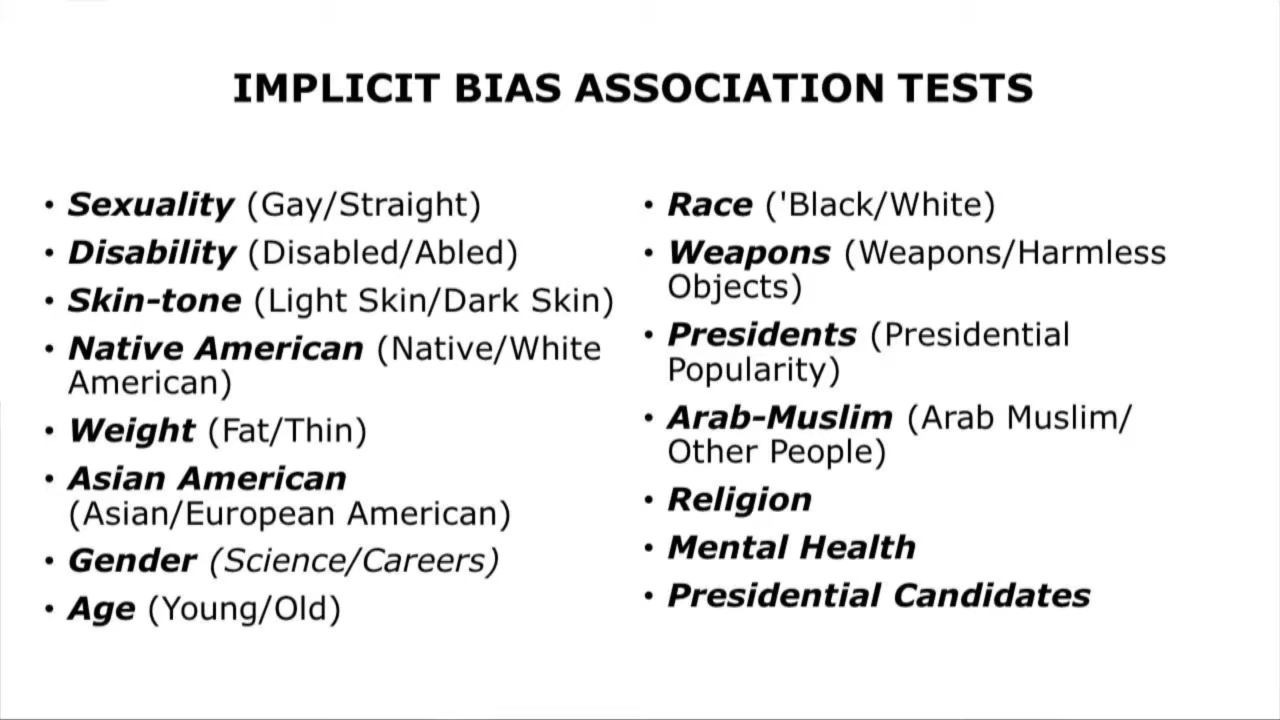 IMPLICIT BIAS ASSOCIATION TESTS
• Sexuality (Gay/Straight)
• Disability (Disabled/Abled)
• Skin-tone (Light Skin/Dark Skin)
• Native American (Native/White
American)
• Weight (Fat/Thin)
• Asian American
(Asian/European American)
• Gender (Science/Careers)
• Age (Young/Old)
• Race ('Black/White)
• Weapons (Weapons/Harmless
Objects)
• Presidents (Presidential
Popularity)
• Arab-Muslim (Arab Muslim/
Other People)
• Religion
• Mental Health
• Presidential Candidates